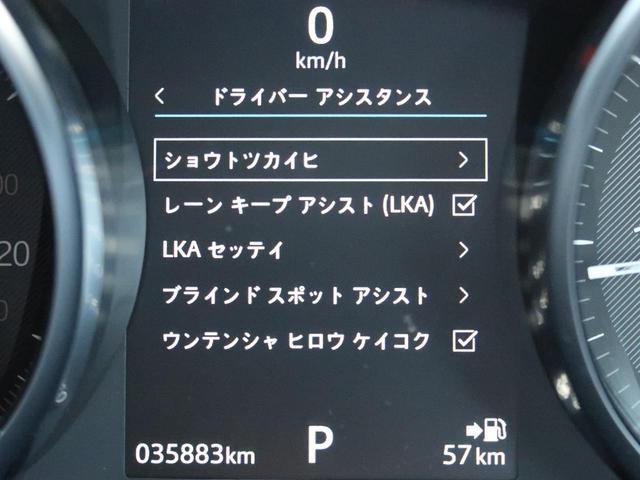 0
km/h
ドライバー アシスタンス
ショウトツカイヒ
レーン キープ アシスト (LKA)
LKA セッテイ
ブラインド スポット アシスト
ウンテンシャ ヒロウ ケイコク
20
035883km
P
57 km